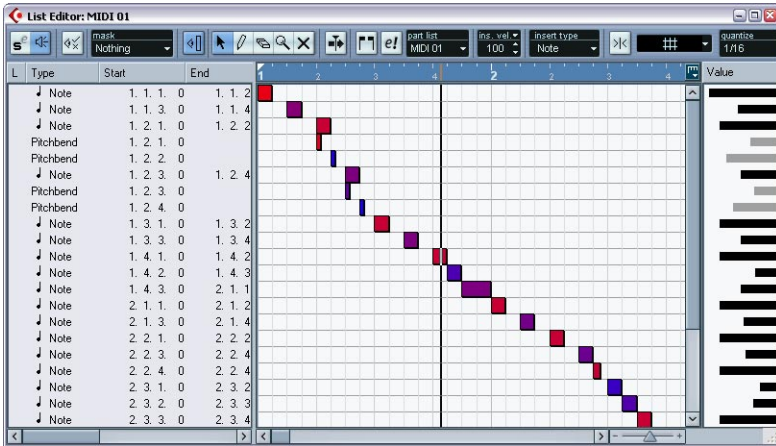 List Editor: MIDI 01
mask part list ins. vel. insert type quantize
Nothing MIDI 01 100 Note 1/16
L Type Start End 1 2 3 4 2 2 3 4 Value
Note 1. 1. 1. 0 1. 1. 2
Note 1. 1. 3. 0 1. 1. 4
Note 1. 2. 1. 0 1. 2. 2
Pitchbend 1. 2. 1. 0
Pitchbend 1. 2. 2. 0
Note 1. 2. 3. 0 1. 2. 4
Pitchbend 1. 2. 3. 0
Pitchbend 1. 2. 4. 0
Note 1. 3. 1. 0 1. 3. 2
Note 1. 3. 3. 0 1. 3. 4
Note 1. 4. 1. 0 1. 4. 2
Note 1. 4. 2. 0 1. 4. 3
Note 1. 4. 3. 0 2. 1. 1
Note 2. 1. 1. 0 2. 1. 2
Note 2. 1. 3. 0 2. 1. 4
Note 2. 2. 1. 0 2. 2. 2
Note 2. 2. 3. 0 2. 2. 4
Note 2. 2. 4. 0 2. 2. 4
Note 2. 3. 1. 0 2. 3. 2
Note 2. 3. 2. 0 2. 3. 3
Note 2. 3. 3. 0 2. 3. 4